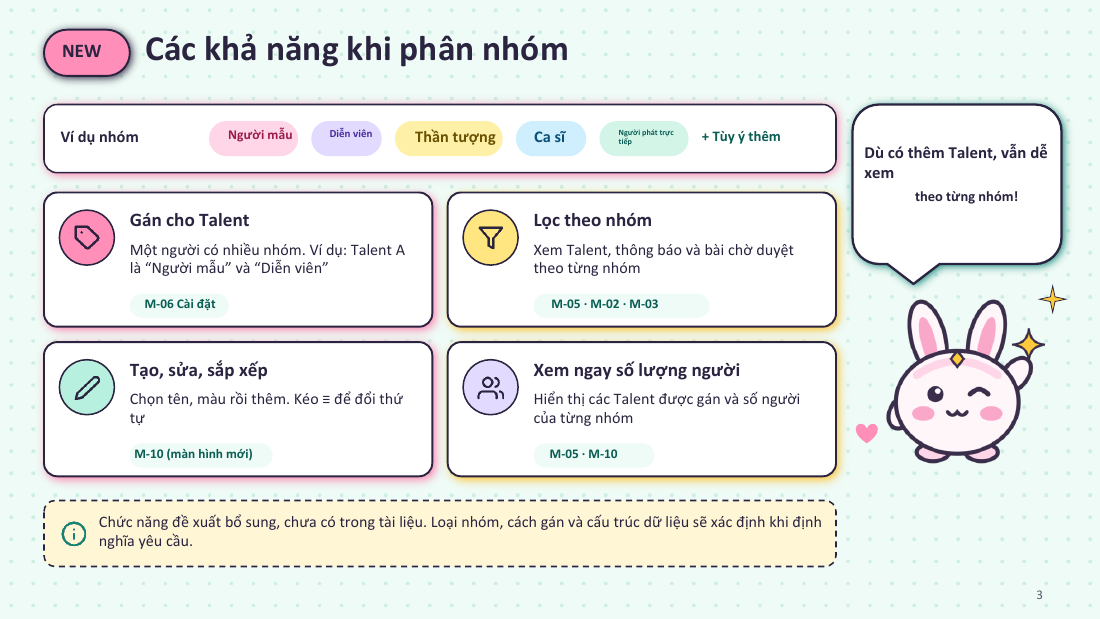 NEW
Các khả năng khi phân nhóm
Ví dụ nhóm
Người mẫu
Diễn viên
Thần tượng
Ca sĩ
Người phát trực
tiếp
+ Tùy ý thêm
Dù có thêm Talent, vẫn dễ
xem
theo từng nhóm!
Gán cho Talent
Một người có nhiều nhóm. Ví dụ: Talent A
là “Người mẫu” và “Diễn viên”
M-06 Cài đặt
Lọc theo nhóm
Xem Talent, thông báo và bài chờ duyệt
theo từng nhóm
M-05 · M-02 · M-03
Tạo, sửa, sắp xếp
Chọn tên, màu rồi thêm. Kéo ≡ để đổi thứ
tự
M-10 (màn hình mới)
Xem ngay số lượng người
Hiển thị các Talent được gán và số người
của từng nhóm
M-05 · M-10
Chức năng đề xuất bổ sung, chưa có trong tài liệu. Loại nhóm, cách gán và cấu trúc dữ liệu sẽ xác định khi định
nghĩa yêu cầu.
3